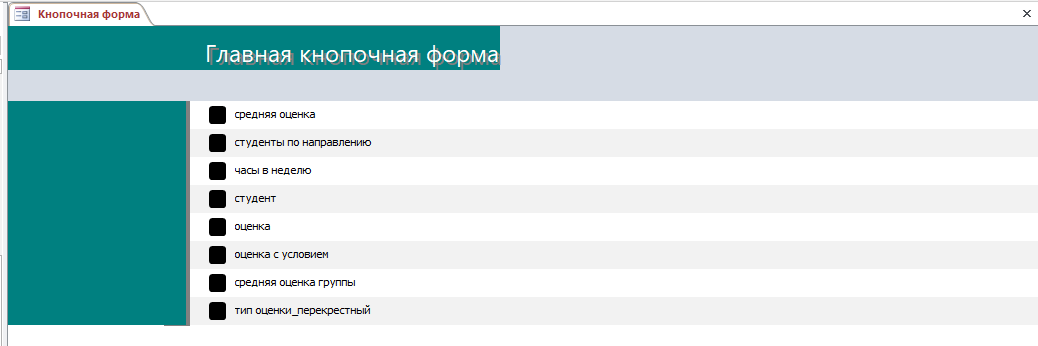 Кнопочная форма
Главная кнопочная форма
средняя оценка
студенты по направлению
часы в неделю
студент
оценка
оценка с условием
средняя оценка группы
тип оценки_перекрестный